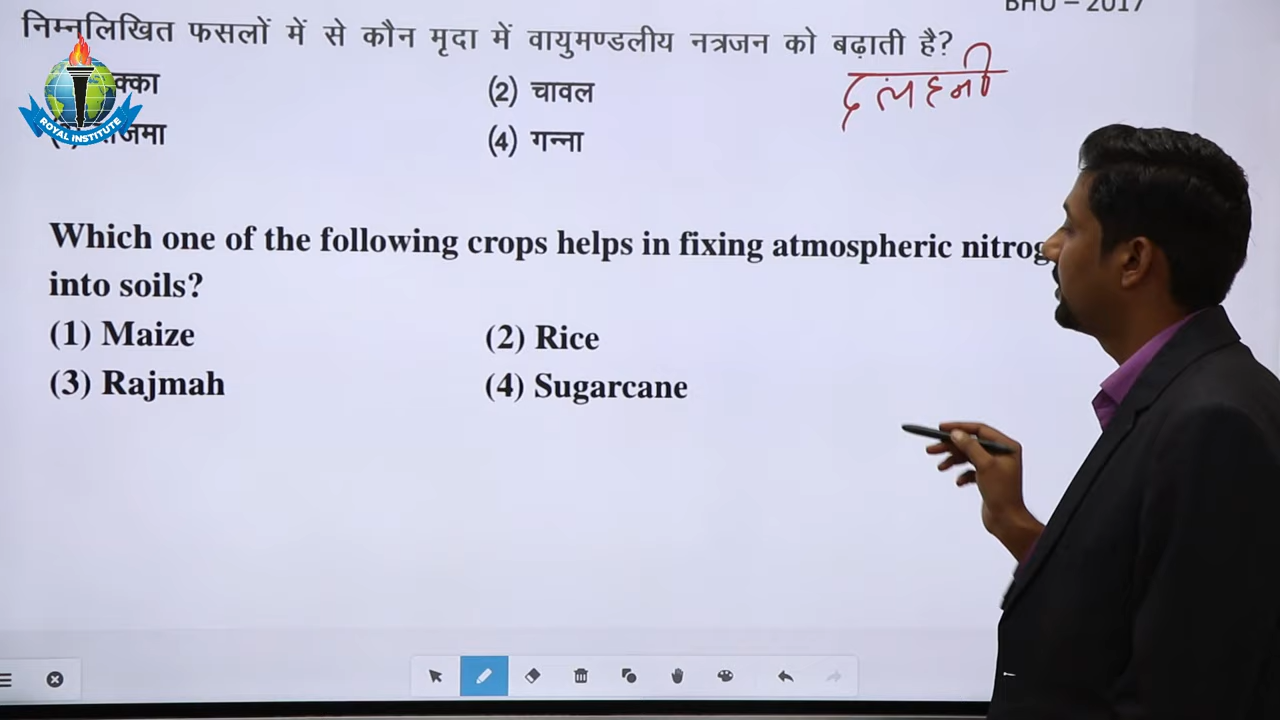 BHU – 2017
निम्नलिखित फसलों में से कौन मृदा में वायुमण्डलीय नत्रजन को बढ़ाती है?
दलहनी
(2) चावल
(4) गन्ना
ROYAL INSTITUTE
Which one of the following crops helps in fixing atmospheric nitrog
into soils?
(1) Maize (2) Rice
(3) Rajmah (4) Sugarcane